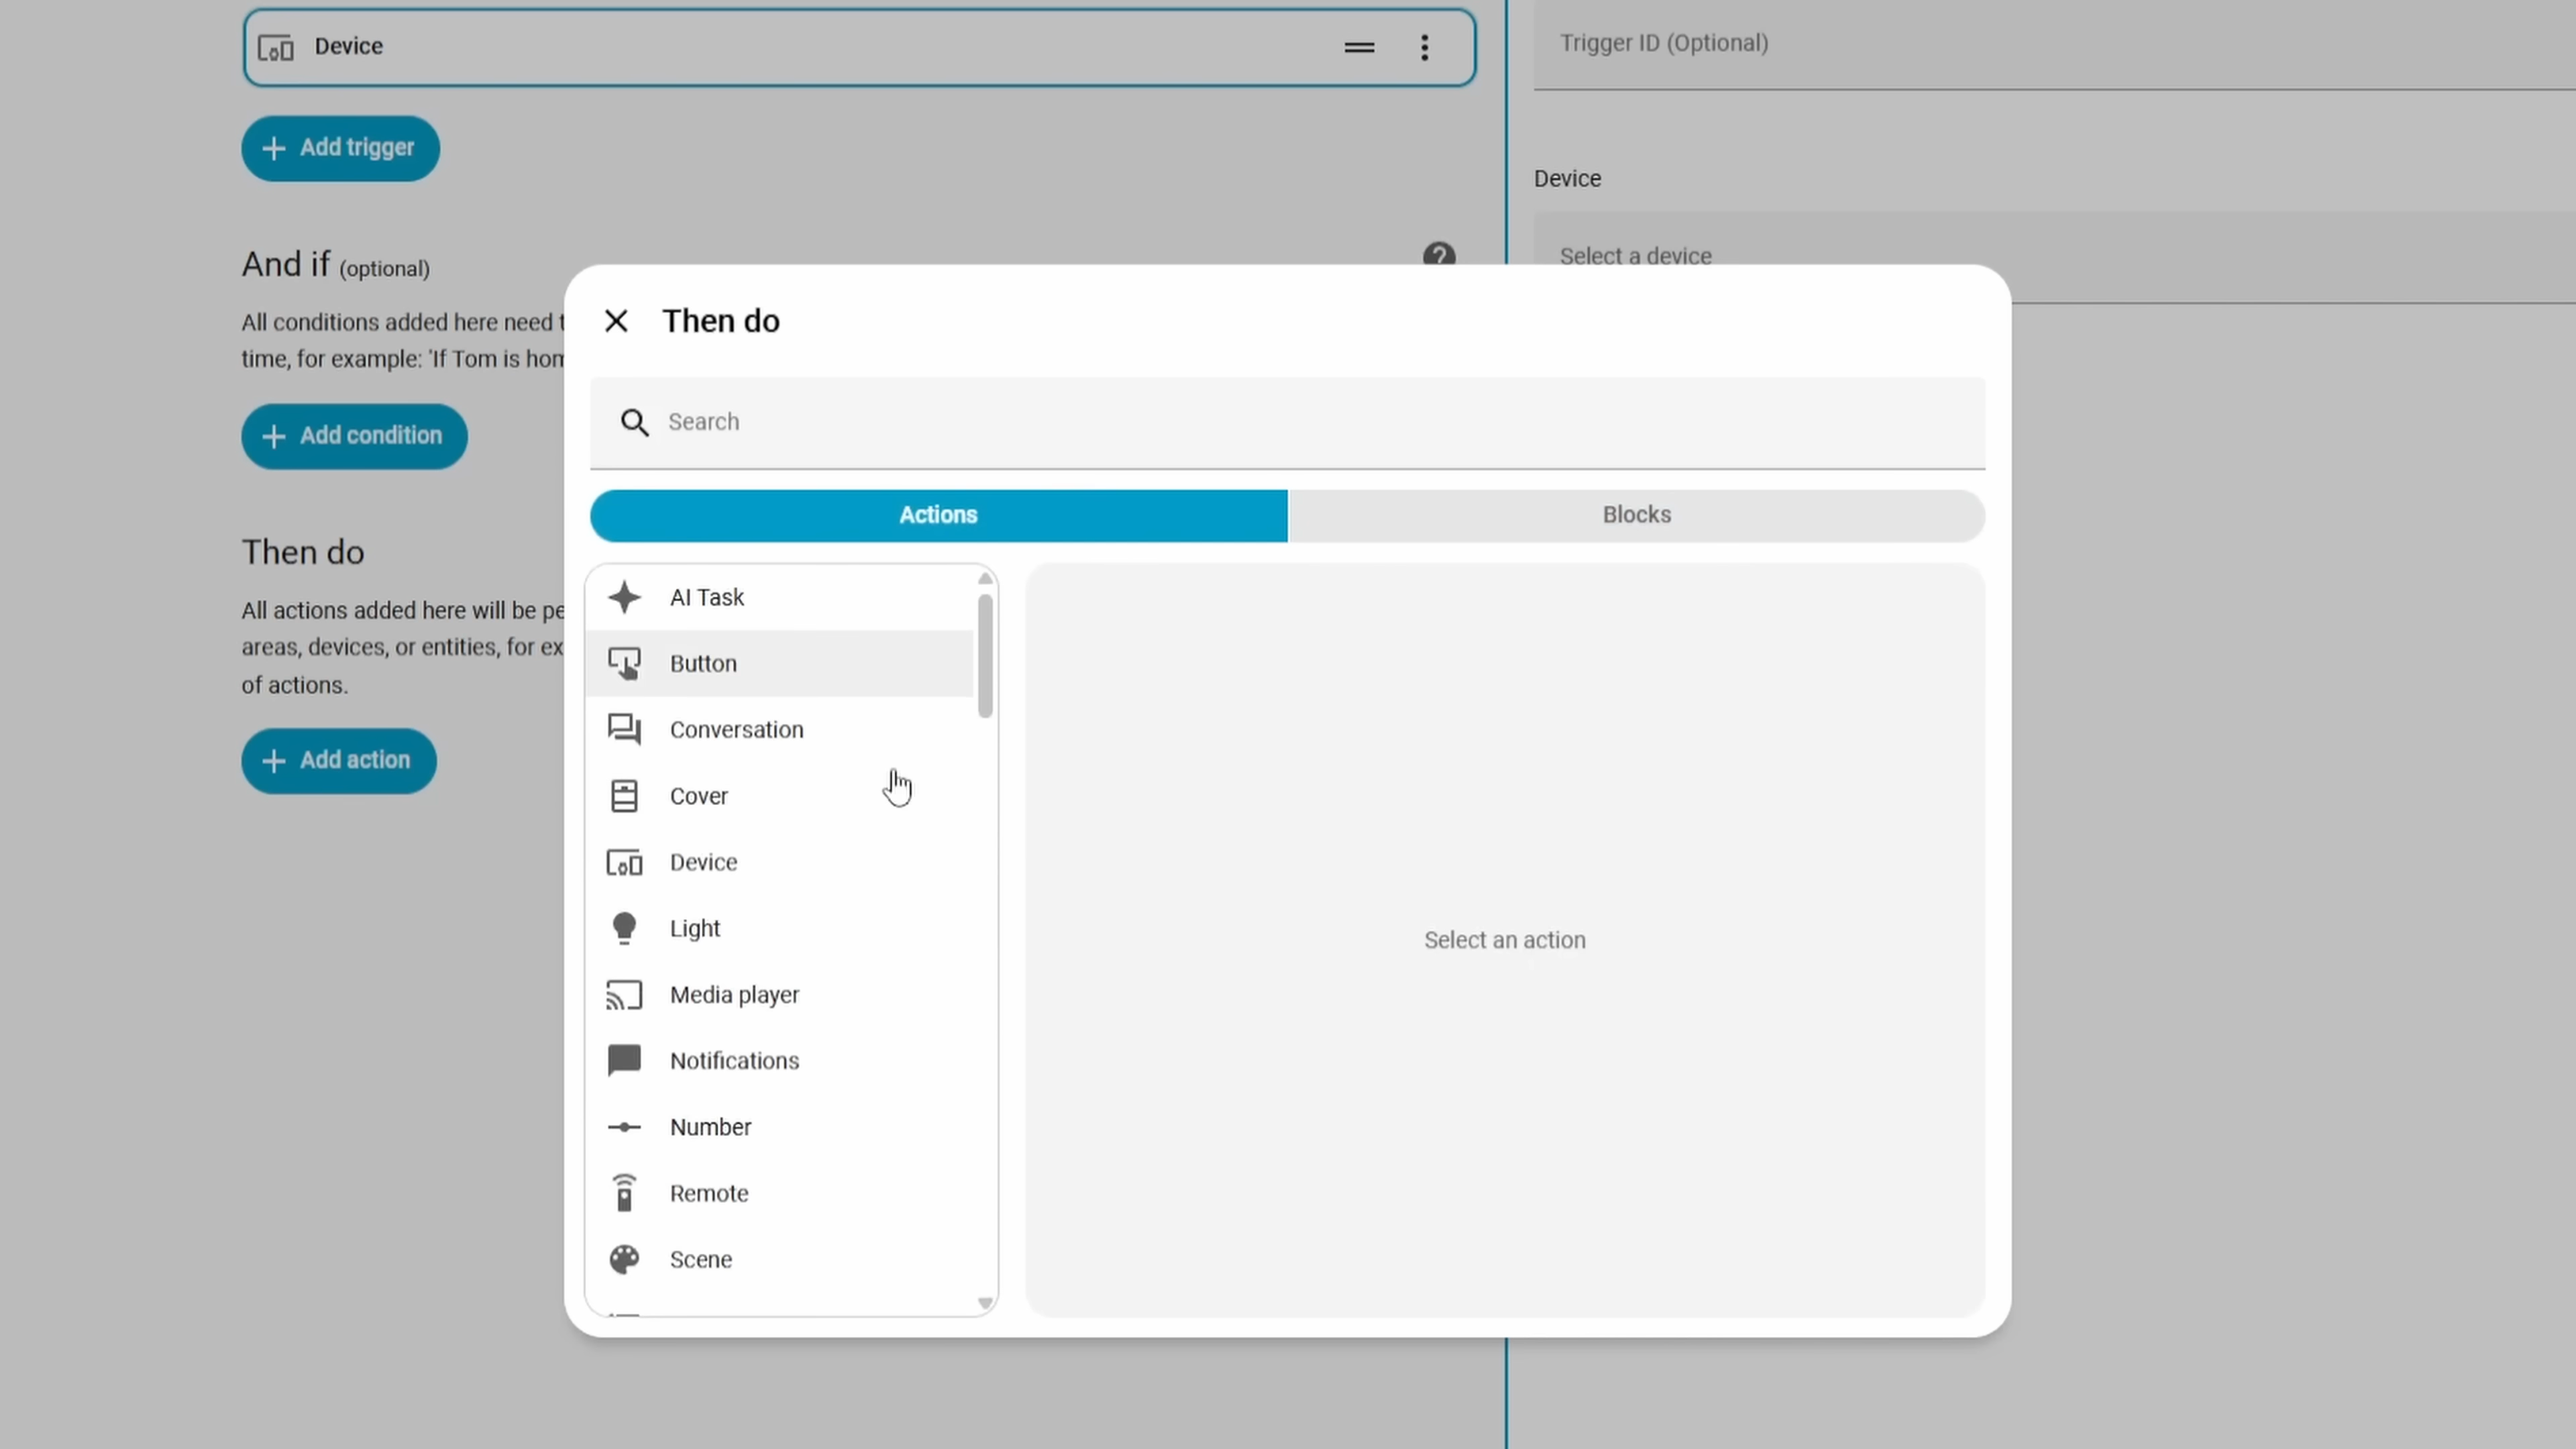 Device
Trigger ID (Optional)
Add trigger
Device
Select a device
And if (optional)
All conditions added here need
time, for example: 'If Tom is
Add condition
Then do
All actions added here will be
areas, devices, or entities, for
of actions.
Add action
Then do
Search
Actions
Blocks
AI Task
Button
Conversation
Cover
Device
Light
Media player
Notifications
Number
Remote
Scene
Select an action